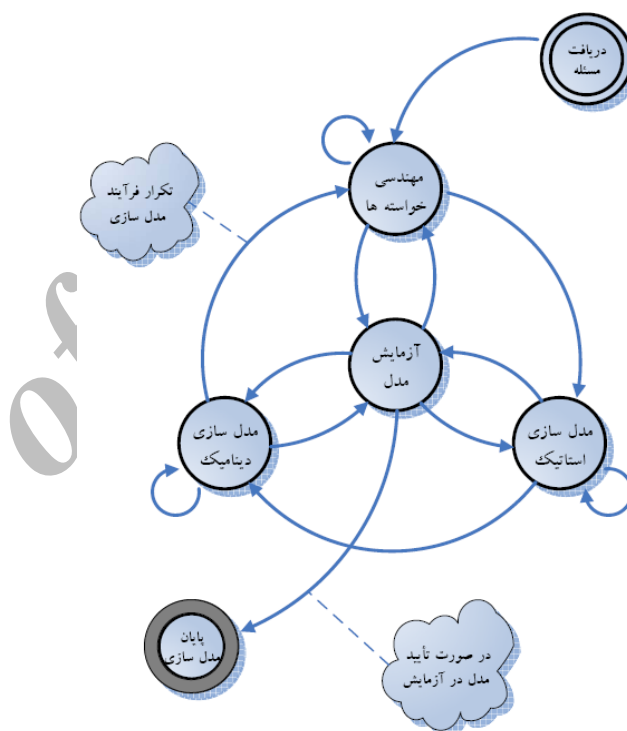 دریافت
مسئله
مهندسی
خواسته ها
تکرار فرآیند
مدل سازی
آزمایش
مدل
مدل سازی
استاتیک
مدل سازی
دینامیک
پایان
مدل سازی
در صورت تأیید
مدل در آزمایش
of